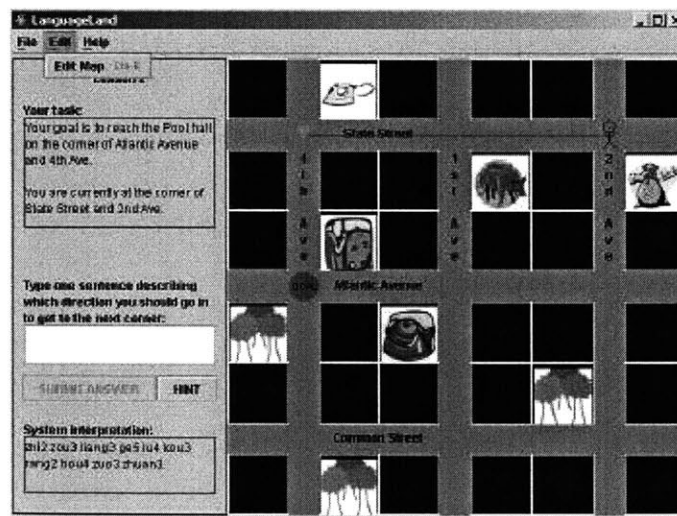 LanguageLand
File Edit Help
Edit Map
Your task:
Your goal is to reach the Pool hall
on the corner of Atlantic Avenue
and 4th Ave.
You are currently at the corner of
State Street and 2nd Ave.
Type one sentence describing
which direction you should go in
to get to the next corner:
SUBMIT ANSWER HINT
System interpretation:
zhi2 zou3 liang3 ge5 lu4 kou3
rang2 hou4 zuo3 zhuan3
State Street
4th Ave
1st Ave
2nd Ave
Atlantic Avenue
Common Street